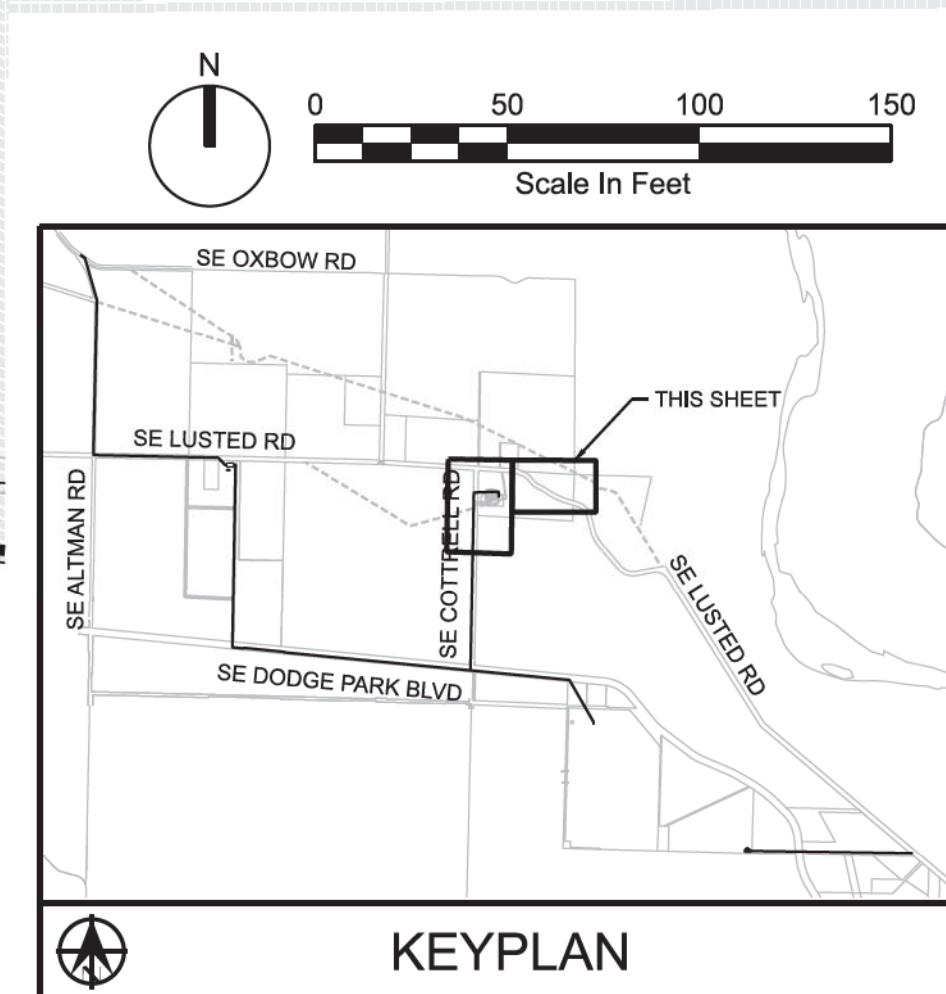 N
0 50 100 150
Scale In Feet
SE OXBOW RD
THIS SHEET
SE LUSTED RD
SE ALTMAN RD
SE COTTRELL RD
SE LUSTED RD
SE DODGE PARK BLVD
N
KEYPLAN